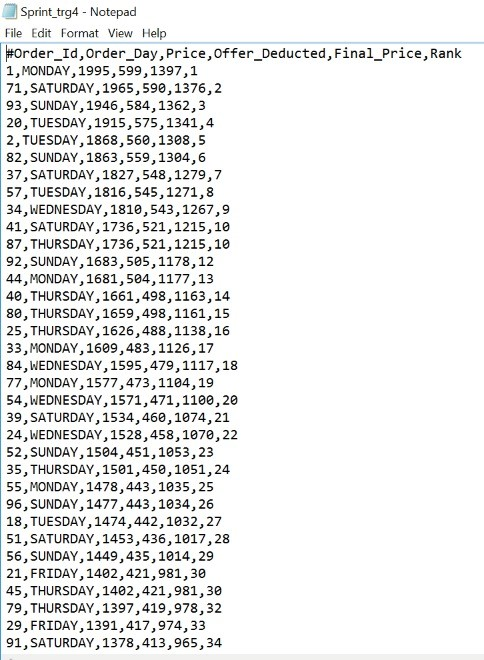 Sprint_trg4 - Notepad
File Edit Format View Help
#Order_Id,Order_Day,Price,Offer_Deducted,Final_Price,Rank
1,MONDAY,1995,599,1397,1
71,SATURDAY,1965,590,1376,2
93,SUNDAY,1946,584,1362,3
20,TUESDAY,1915,575,1341,4
2,TUESDAY,1868,560,1308,5
82,SUNDAY,1863,559,1304,6
37,SATURDAY,1827,548,1279,7
57,TUESDAY,1816,545,1271,8
34,WEDNESDAY,1810,543,1267,9
41,SATURDAY,1736,521,1215,10
87,THURSDAY,1736,521,1215,10
92,SUNDAY,1683,505,1178,12
44,MONDAY,1681,504,1177,13
40,THURSDAY,1661,498,1163,14
80,THURSDAY,1659,498,1161,15
25,THURSDAY,1626,488,1138,16
33,MONDAY,1609,483,1126,17
84,WEDNESDAY,1595,479,1117,18
77,MONDAY,1577,473,1104,19
54,WEDNESDAY,1571,471,1100,20
39,SATURDAY,1534,460,1074,21
24,WEDNESDAY,1528,458,1070,22
52,SUNDAY,1504,451,1053,23
35,THURSDAY,1501,450,1051,24
55,MONDAY,1478,443,1035,25
96,SUNDAY,1477,443,1034,26
18,TUESDAY,1474,442,1032,27
51,SATURDAY,1453,436,1017,28
56,SUNDAY,1449,435,1014,29
21,FRIDAY,1402,421,981,30
45,THURSDAY,1402,421,981,30
79,THURSDAY,1397,419,978,32
29,FRIDAY,1391,417,974,33
91,SATURDAY,1378,413,965,34